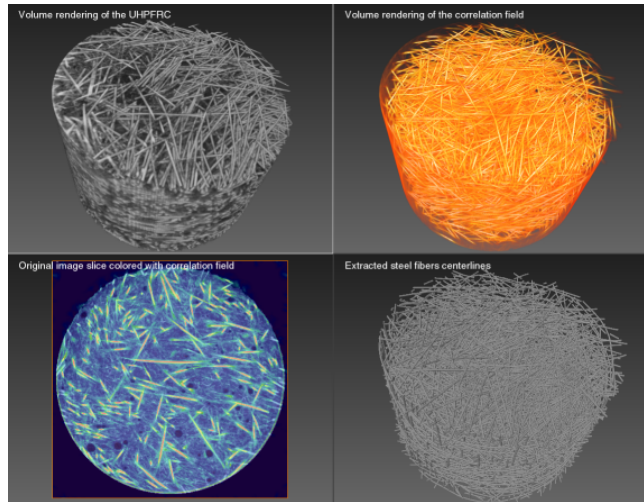 Volume rendering of the UHPFRC
Volume rendering of the correlation field
Original image slice colored with correlation field
Extracted steel fibers centerlines